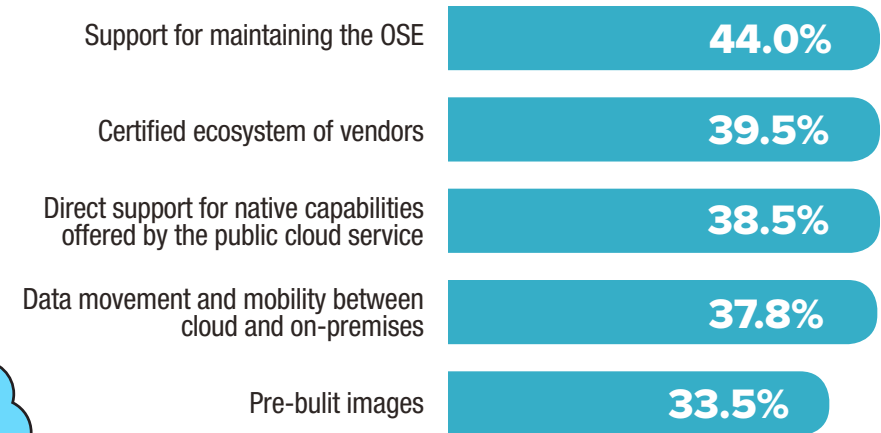 Support for maintaining the OSE
44.0%
Certified ecosystem of vendors
39.5%
Direct support for native capabilities
offered by the public cloud service
38.5%
Data movement and mobility between
cloud and on-premises
37.8%
Pre-bulit images
33.5%